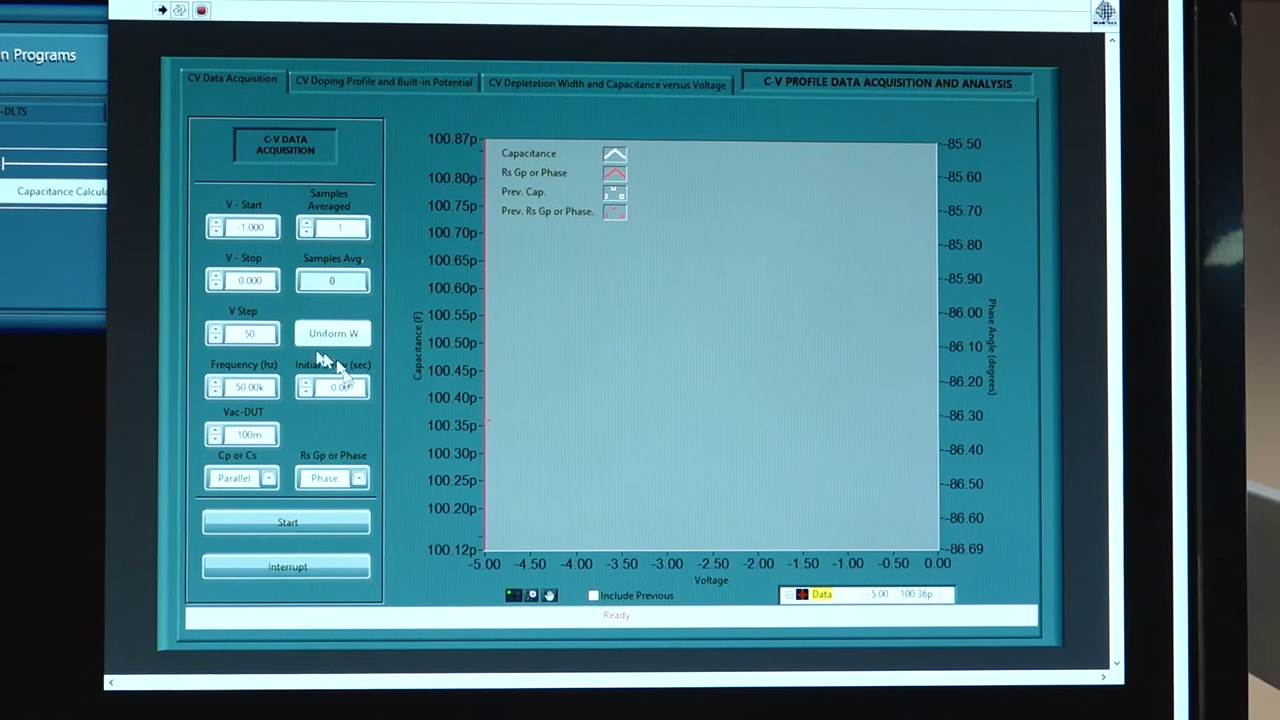 n Programs
-DLTS
Capacitance Calcula
CV Data Acquisition
CV Doping Profile and Built-in Potential
CV Depletetion Width and Capacitance versus Voltage
C-V PROFILE DATA ACQUISITION AND ANALYSIS
C-V DATA
ACQUISITION
V - Start
Samples
Averaged
-1.000
1
V - Stop
Samples Avg.
0.000
0
V Step
50
Uniform W
Frequency (hz)
(sec)
50.00k
Vac-DUT
100m
Cp or Cs
Rs Gp or Phase
Parallel
Phase
Start
Interrupt
Capacitance
Rs Gp or Phase
Prev. Cap.
Prev. Rs Gp or Phase.
Capacitance (F)
100.87p
100.80p
100.75p
100.70p
100.65p
100.60p
100.55p
100.50p
100.45p
100.40p
100.35p
100.30p
100.25p
100.20p
100.12p
-5.00 -4.50 -4.00 -3.50 -3.00 -2.50 -2.00 -1.50 -1.00 -0.50 0.00
Voltage
-85.50
-85.60
-85.70
-85.80
-85.90
-86.00
-86.10
-86.20
-86.30
-86.40
-86.50
-86.60
-86.69
Phase Angle (degrees)
Include Previous
Data -5.00 100.36p
Ready